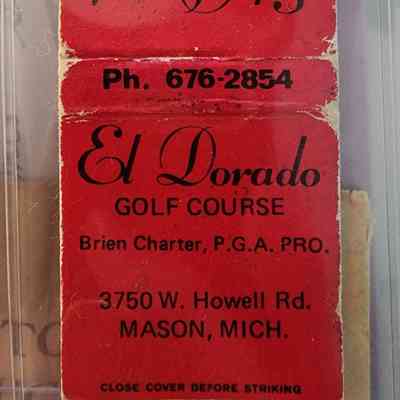 Ph. 676-2854
El Dorado
GOLF COURSE
Brien Charter, P.G.A. PRO.
3750 W. Howell Rd.
MASON, MICH.
CLOSE COVER BEFORE STRIKING